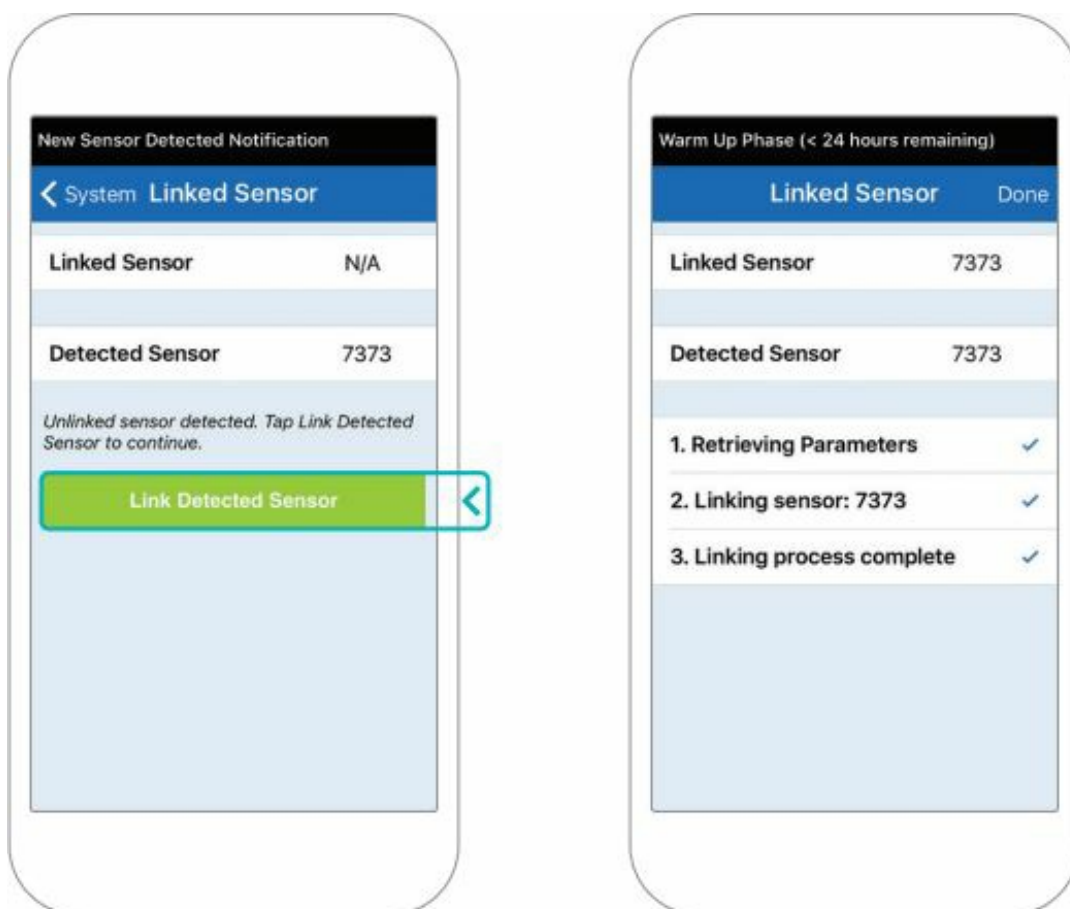 New Sensor Detected Notification
System Linked Sensor
Linked Sensor N/A
Detected Sensor 7373
Unlinked sensor detected. Tap Link Detected
Sensor to continue.
Link Detected Sensor
Warm Up Phase (< 24 hours remaining)
Linked Sensor Done
Linked Sensor 7373
Detected Sensor 7373
1. Retrieving Parameters
2. Linking sensor: 7373
3. Linking process complete